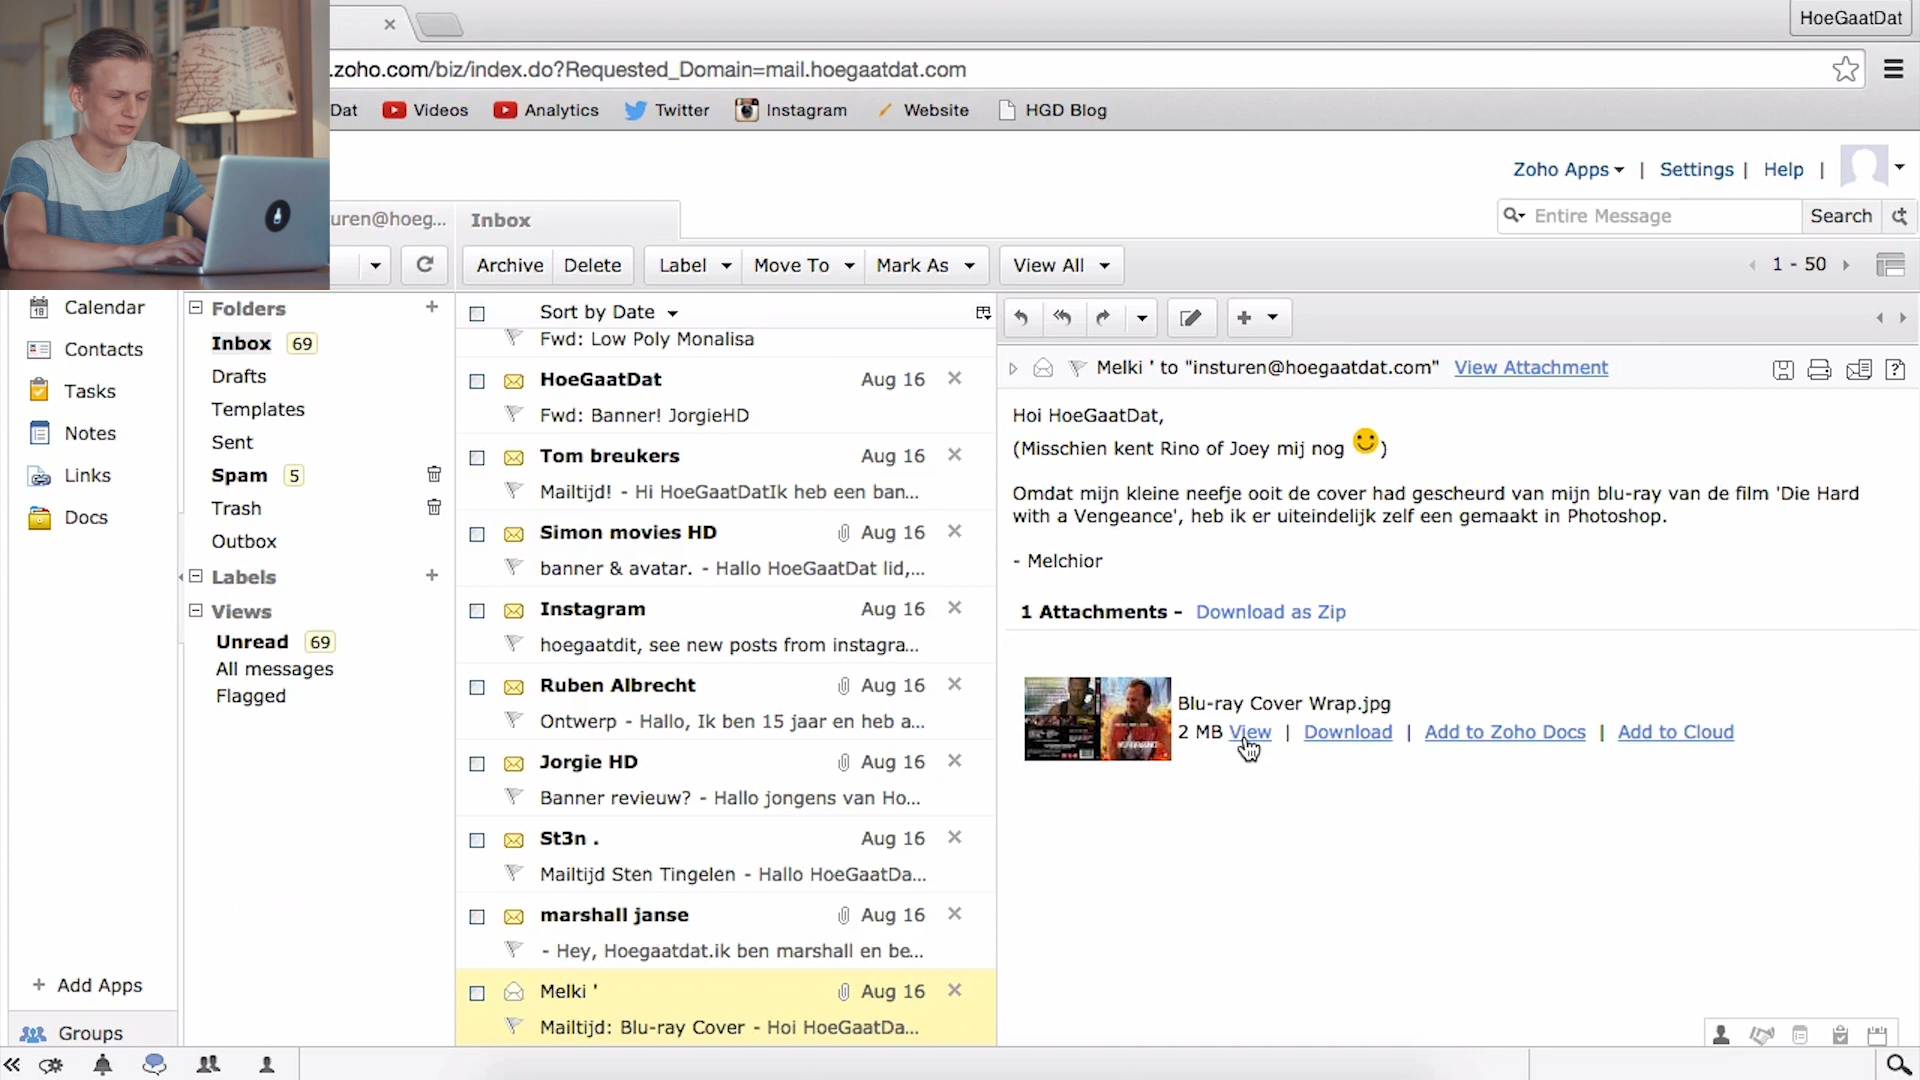 HoeGaatDat
.zoho.com/biz/index.do?Requested_Domain=mail.hoegaatdat.com
Dat Videos Analytics Twitter Instagram Website HGD Blog
Zoho Apps | Settings | Help |
uren@hoeg... Inbox Entire Message Search
Archive Delete Label Move To Mark As View All 1 - 50
Calendar
Contacts
Tasks
Notes
Links
Docs
+ Add Apps
Groups
Folders +
Inbox 69
Drafts
Templates
Sent
Spam 5
Trash
Outbox
Labels +
Views
Unread 69
All messages
Flagged
Sort by Date
Fwd: Low Poly Monalisa
HoeGaatDat Aug 16
Fwd: Banner! JorgieHD
Tom breukers Aug 16
Mailtijd! - Hi HoeGaatDatIk heb een ban...
Simon movies HD Aug 16
banner & avatar. - Hallo HoeGaatDat lid,...
Instagram Aug 16
hoegaatdit, see new posts from instagra...
Ruben Albrecht Aug 16
Ontwerp - Hallo, Ik ben 15 jaar en heb a...
Jorgie HD Aug 16
Banner revieuw? - Hallo jongens van Ho...
St3n . Aug 16
Mailtijd Sten Tingelen - Hallo HoeGaatDa...
marshall janse Aug 16
- Hey, Hoegaatdat.ik ben marshall en be...
Melki ' Aug 16
Mailtijd: Blu-ray Cover - Hoi HoeGaatDa...
Melki ' to "insturen@hoegaatdat.com" View Attachment
Hoi HoeGaatDat,
(Misschien kent Rino of Joey mij nog 🙂)
Omdat mijn kleine neefje ooit de cover had gescheurd van mijn blu-ray van de film 'Die Hard
with a Vengeance', heb ik er uiteindelijk zelf een gemaakt in Photoshop.
- Melchior
1 Attachments - Download as Zip
Blu-ray Cover Wrap.jpg
2 MB View | Download | Add to Zoho Docs | Add to Cloud